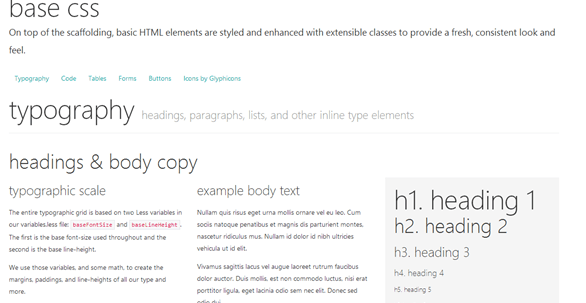 base css
On top of the scaffolding, basic HTML elements are styled and enhanced with extensible classes to provide a fresh, consistent look and
feel.
Typography Code Tables Forms Buttons Icons by Glyphicons
typography headings, paragraphs, lists, and other inline type elements
headings & body copy
typographic scale
The entire typographic grid is based on two Less variables in
our variables.less file: baseFontSize and baseLineHeight.
The first is the base font-size used throughout and the
second is the base line-height.
We use those variables, and some math, to create the
margins, paddings, and line-heights of all our type and
more.
example body text
Nullam quis risus eget urna mollis ornare vel eu leo. Cum
sociis natoque penatibus et magnis dis parturient montes,
nascetur ridiculus mus. Nullam id dolor id nibh ultricies
vehicula ut id elit.
Vivamus sagittis lacus vel augue laoreet rutrum faucibus
dolor auctor. Duis mollis, est non commodo luctus, nisi erat
porttitor ligula, eget lacinia odio sem nec elit. Donec sed
odio dui.
h1. heading 1
h2. heading 2
h3. heading 3
h4. heading 4
h5. heading 5